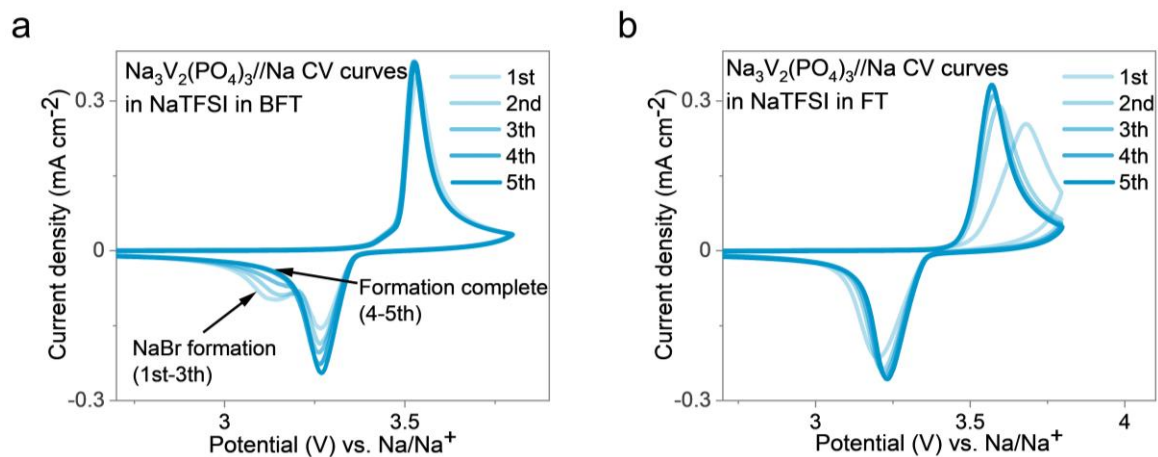 a
Na₃V₂(PO₄)₃//Na CV curves
in NaTFSI in BFT
1st
2nd
3th
4th
5th
0.3
0
-0.3
Current density (mA cm⁻²)
Formation complete
(4-5th)
NaBr formation
(1st-3th)
3
3.5
Potential (V) vs. Na/Na⁺
b
Na₃V₂(PO₄)₃//Na CV curves
in NaTFSI in FT
1st
2nd
3th
4th
5th
0.3
0
-0.3
Current density (mA cm⁻²)
3
3.5
4
Potential (V) vs. Na/Na⁺